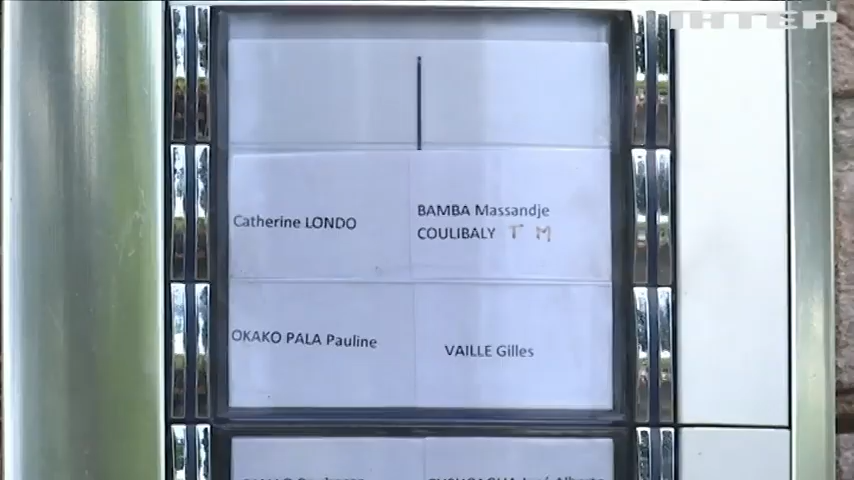 ІНТЕР
Catherine LONDO
BAMBA Massandje
COULIBALY T M
OKAKO PALA Pauline
VAILLE Gilles